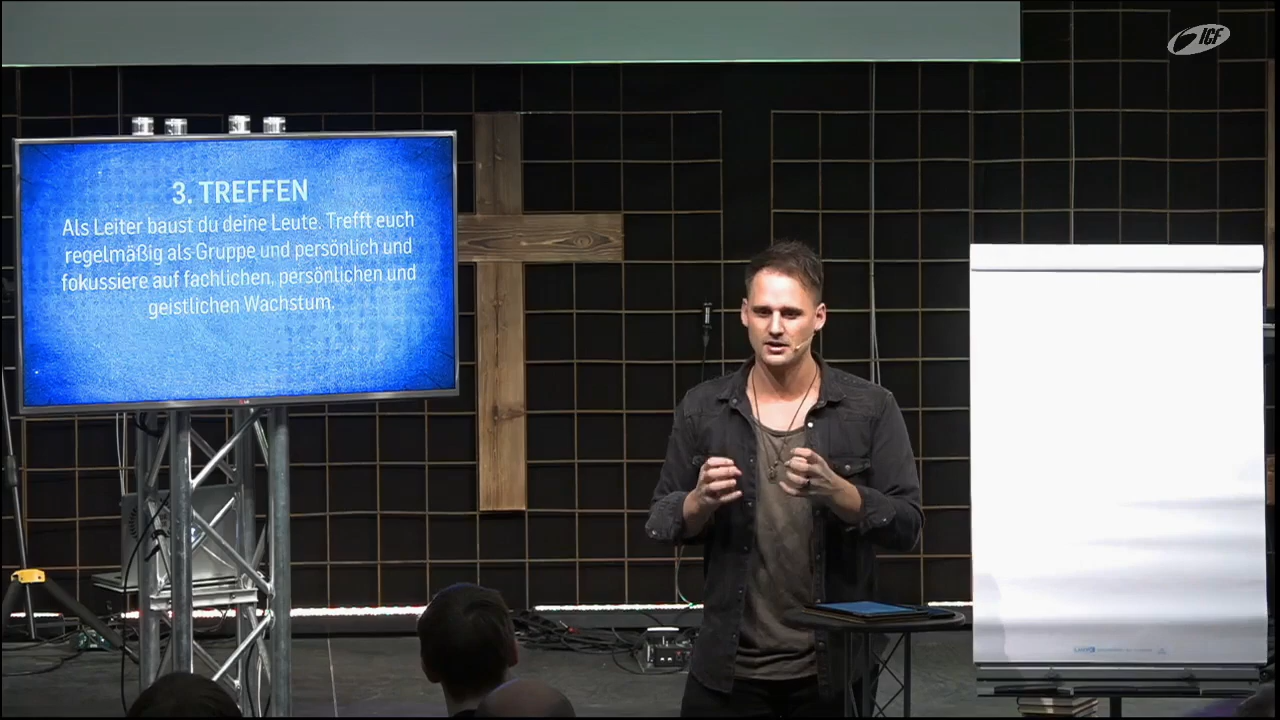 ICF
3. TREFFEN
Als Leiter baust du deine Leute. Trefft euch
regelmäßig als Gruppe und persönlich und
fokussiere auf fachlichen, persönlichen und
geistlichen Wachstum.